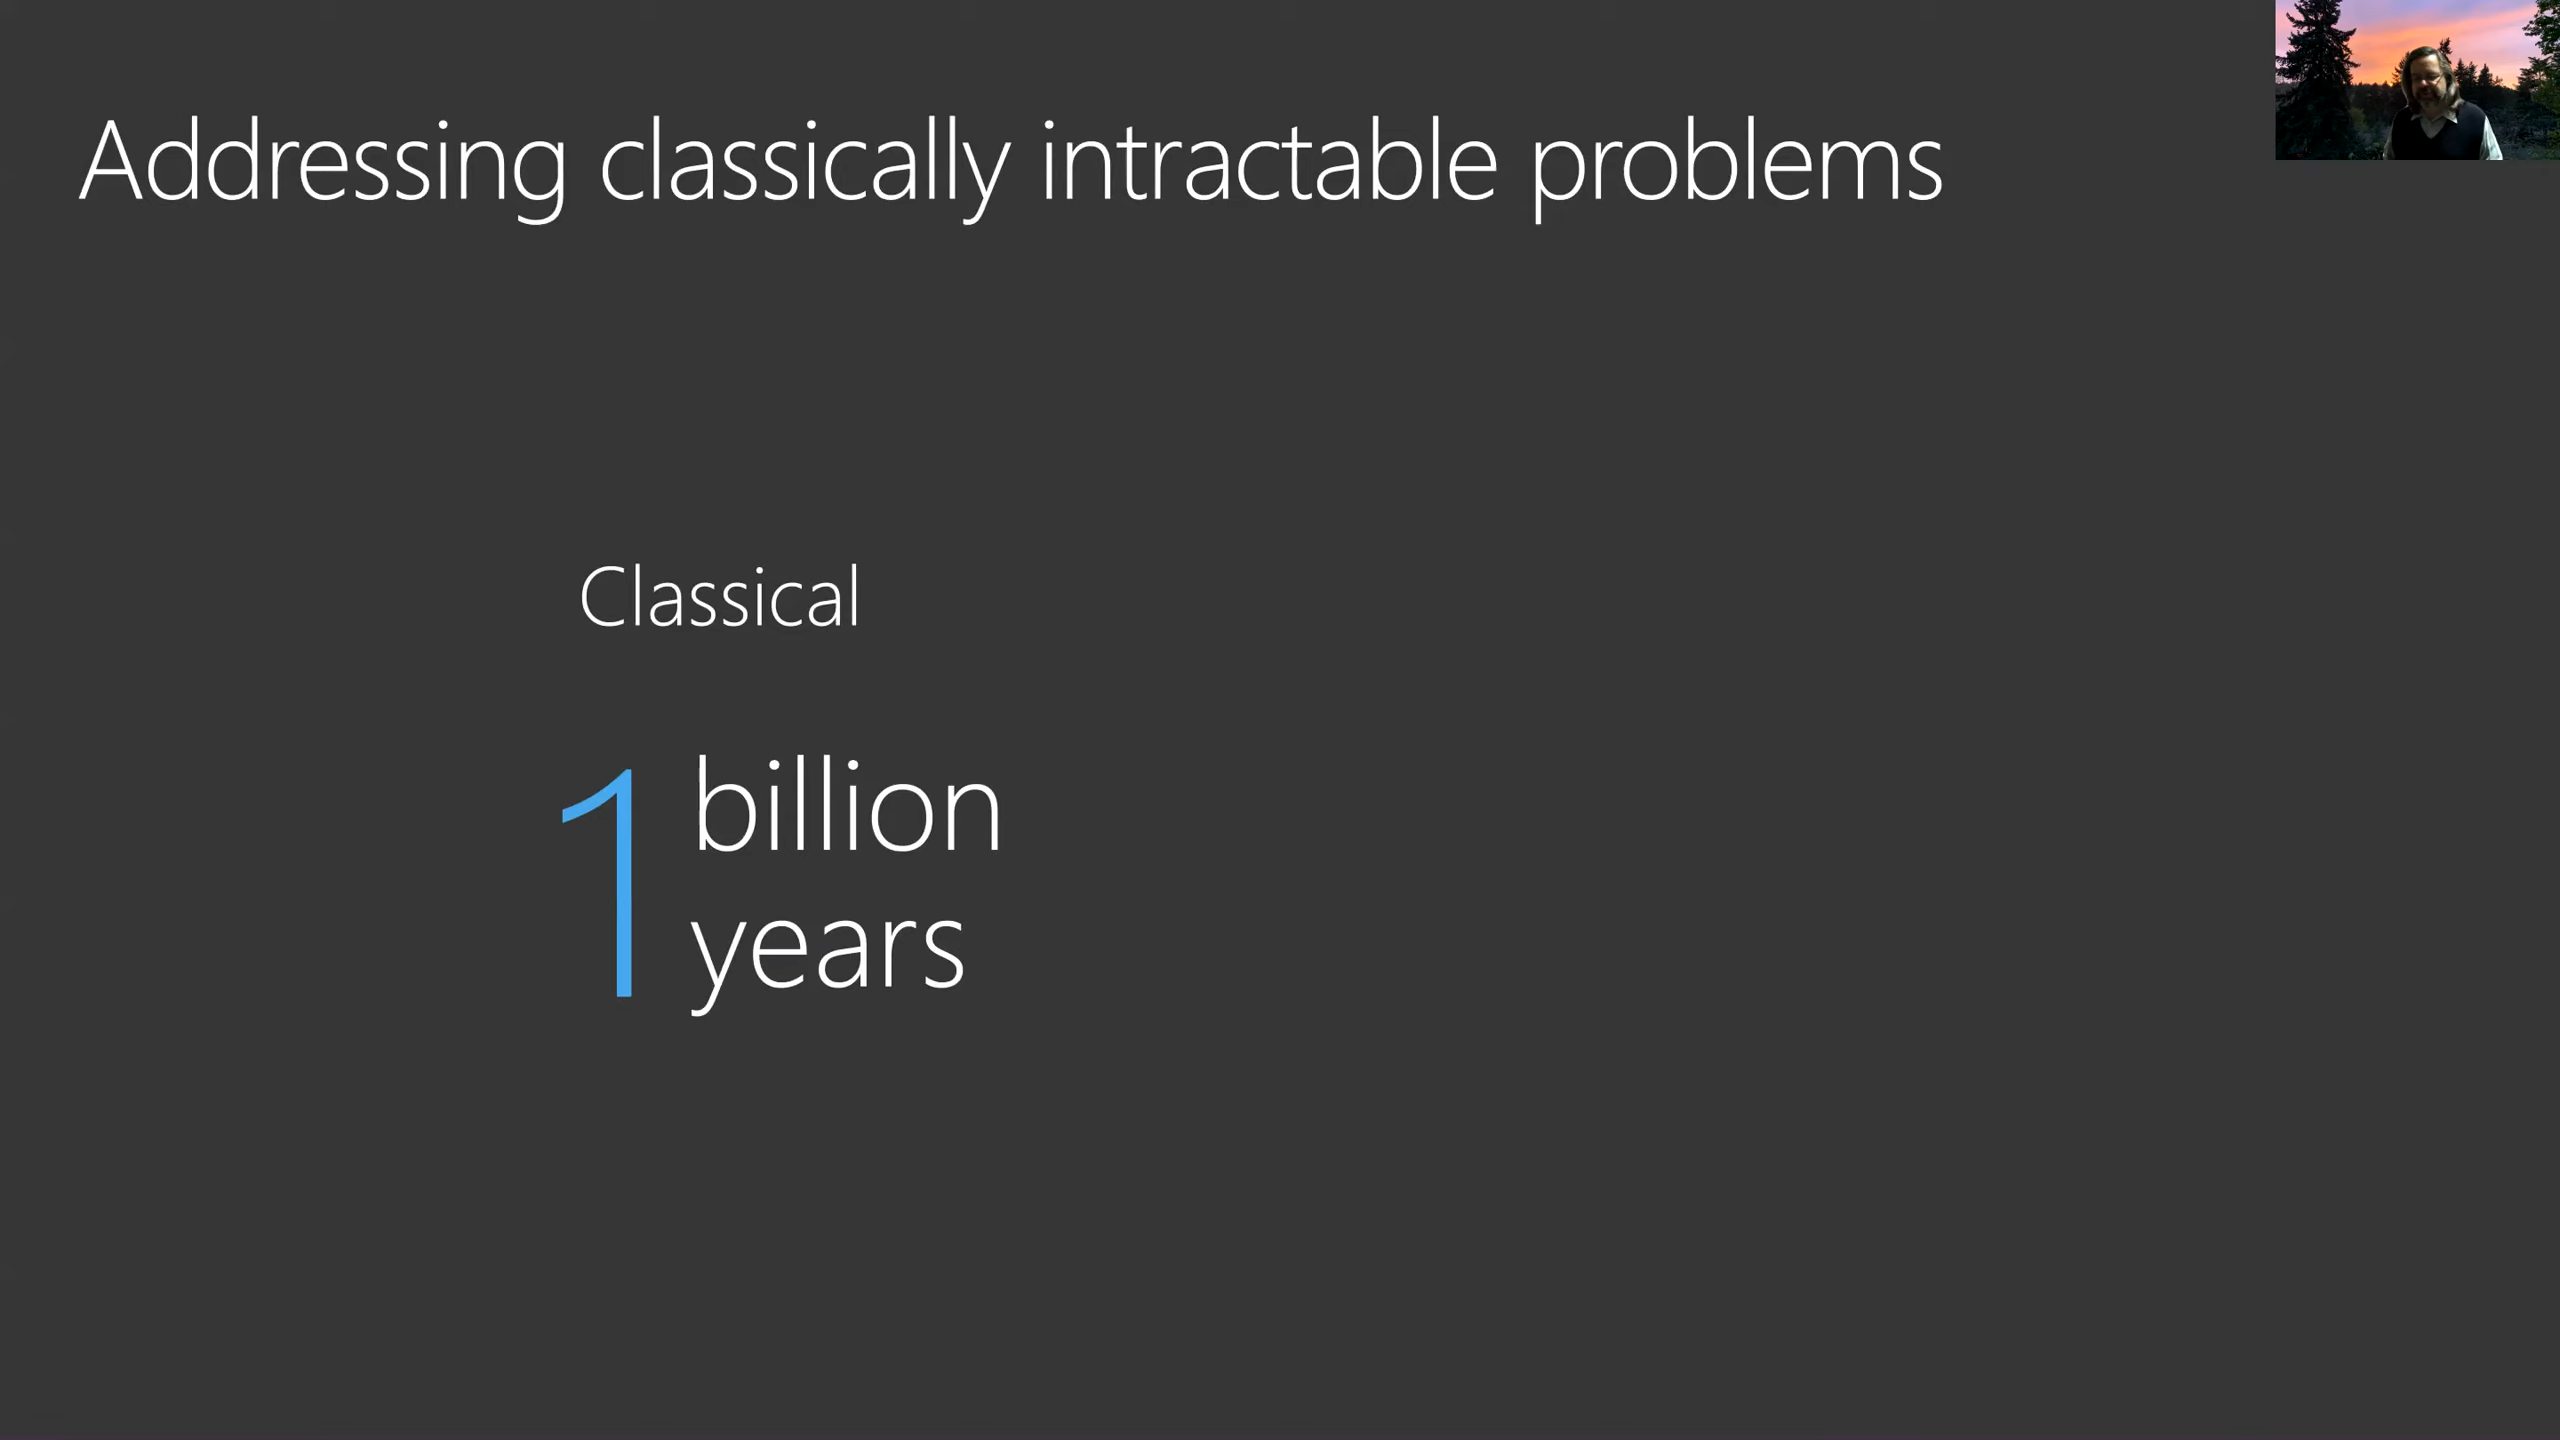 Addressing classically intractable problems
Classical
1 billion
years